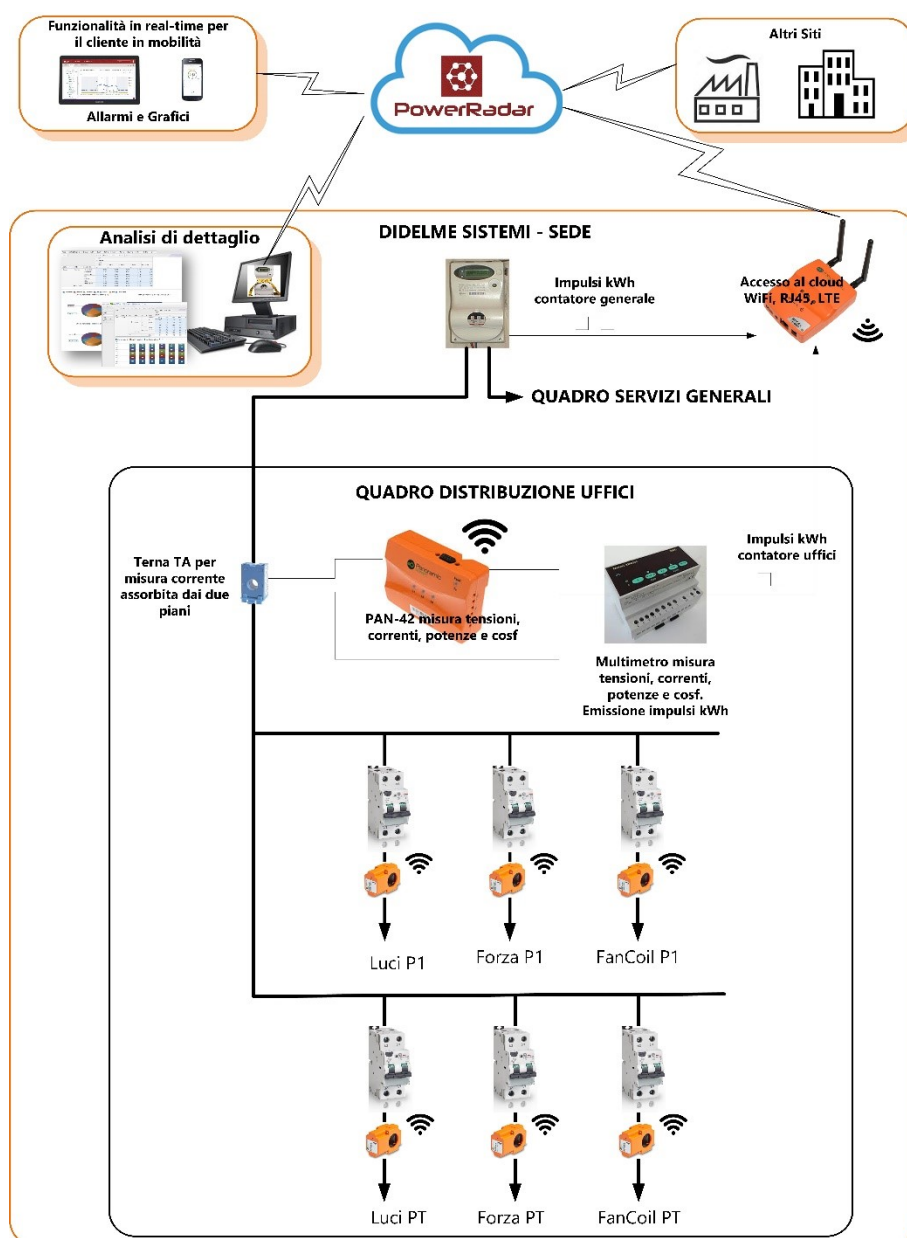 Funzionalità in real-time per
il cliente in mobilità
Allarmi e Grafici
PowerRadar
Altri Siti
Analisi di dettaglio
DIDELME SISTEMI - SEDE
Impulsi kWh
contatore generale
Accesso al cloud
WiFi, RJ45, LTE
QUADRO SERVIZI GENERALI
QUADRO DISTRIBUZIONE UFFICI
Terna TA per
misura corrente
assorbita dai due
piani
PAN-42 misura tensioni,
correnti, potenze e cosf
Impulsi kWh
contatore uffici
Multimetro misura
tensioni, correnti,
potenze e cosf.
Emissione impulsi kWh
Luci P1
Forza P1
FanCoil P1
Luci PT
Forza PT
FanCoil PT